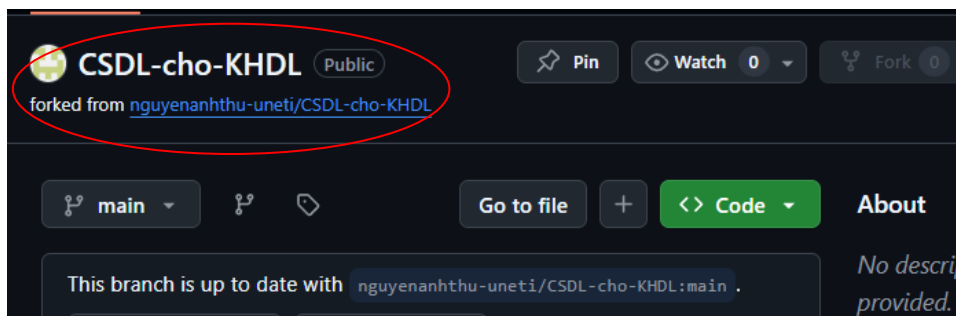 CSDL-cho-KHDL Public
Pin
Watch 0
Fork 0
forked from nguyenanhthu-uneti/CSDL-cho-KHDL
main
Go to file
Code
About
This branch is up to date with nguyenanhthu-uneti/CSDL-cho-KHDL:main .
No
provided.